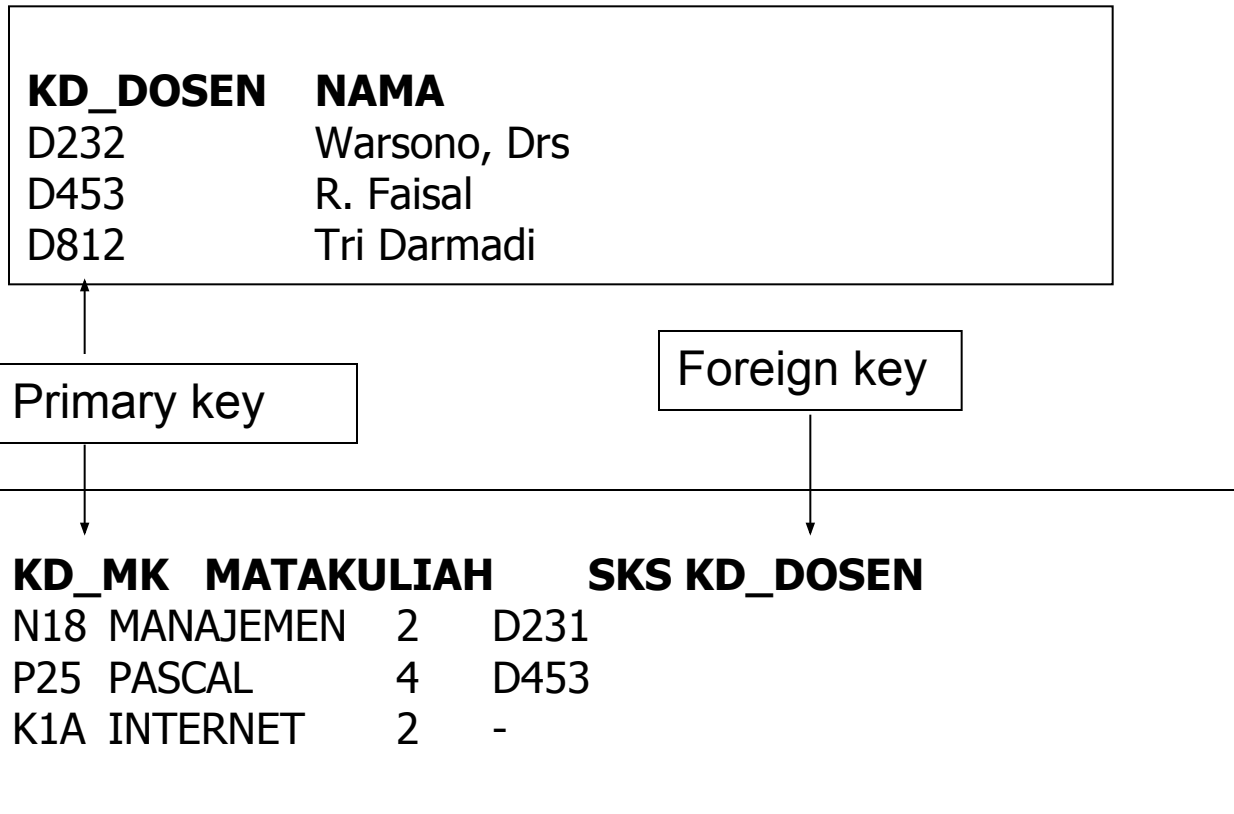 KD_DOSEN NAMA
D232 Warsono, Drs
D453 R. Faisal
D812 Tri Darmadi
Primary key
Foreign key
KD_MK MATAKULIAH SKS KD_DOSEN
N18 MANAJEMEN 2 D231
P25 PASCAL 4 D453
K1A INTERNET 2 -